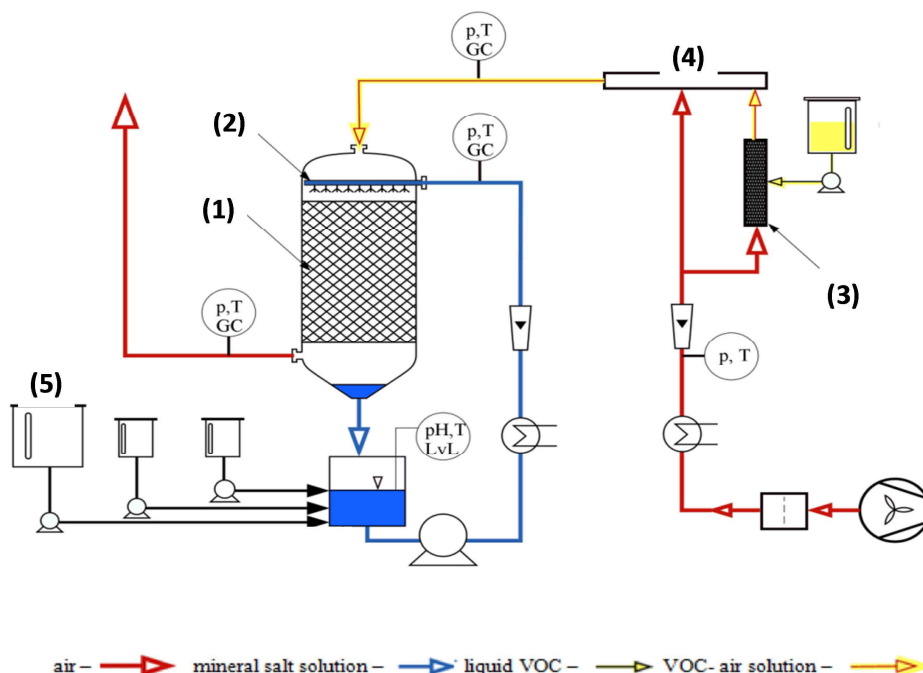 p,T
GC
(4)
(2)
p,T
GC
(1)
(3)
p,T
GC
p, T
(5)
pH,T
LvL
air – mineral salt solution – liquid VOC – VOC- air solution –